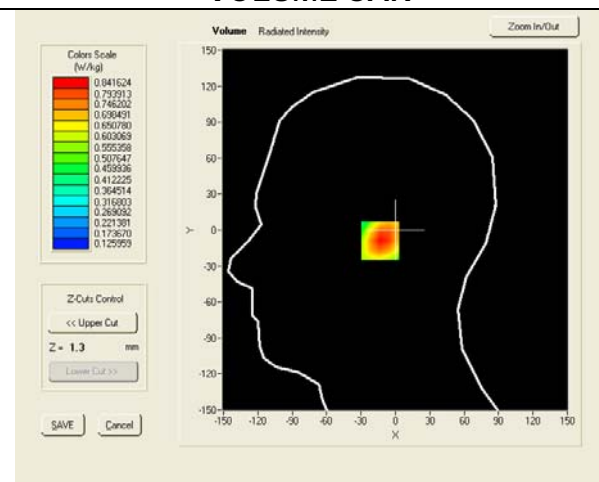 VOLUME SAR
Volume Radiated Intensity
Zoom In/Out
Colors Scale
(W/kg)
0.841624
0.793913
0.746202
0.698491
0.650780
0.603069
0.555358
0.507647
0.459936
0.412225
0.364514
0.316803
0.269092
0.221381
0.173670
0.125959
Z-Cuts Control
<< Upper Cut
Z = 1.3 mm
Lower Cut >>
SAVE
Cancel
150
120
90
60
30
0
-30
-60
-90
-120
-150
Y
-150 -120 -90 -60 -30 0 30 60 90 120 150
X